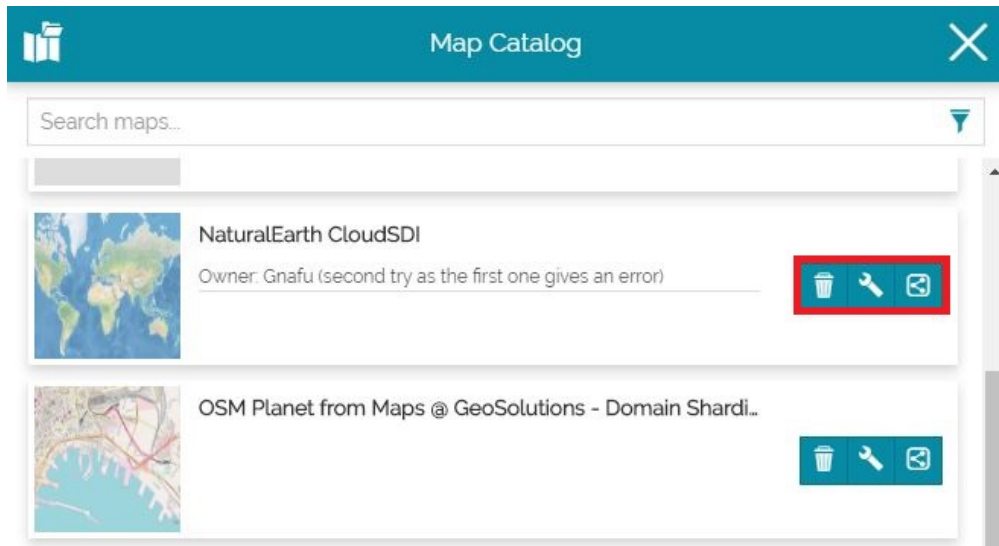 Map Catalog
Search maps...
NaturalEarth CloudSDI
Owner: Gnafu (second try as the first one gives an error)
OSM Planet from Maps @ GeoSolutions - Domain Shardi...